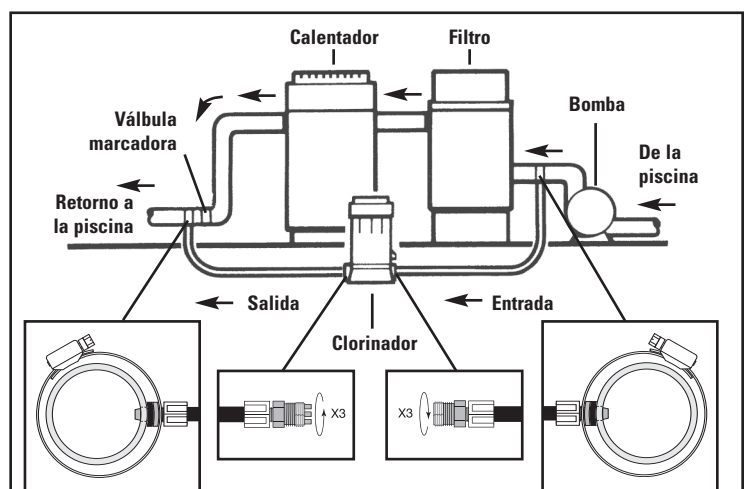 Calentador
Filtro
Bomba
Válbula
marcadora
De la
piscina
Retorno a
la piscina
Salida
Entrada
Clorinador
X3
X3